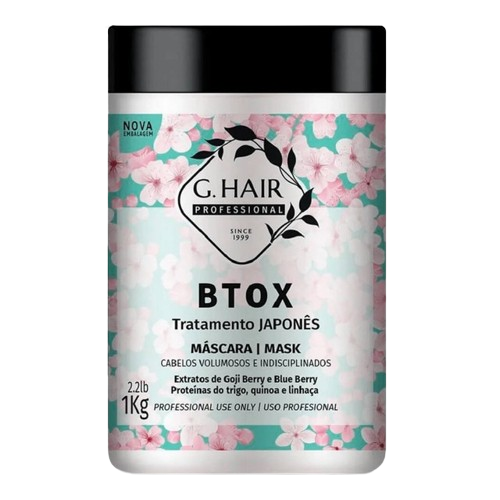 NOVA
EMBALAGEM
G. HAIR
PROFESSIONAL
SINCE
1999
BTOX
Tratamento JAPONÊS
MÁSCARA | MASK
CABELOS VOLUMOSOS E INDISCIPLINADOS
Extratos de Goji Berry e Blue Berry
Proteínas do trigo, quinoa e linhaça
2.2lb
1Kg
PROFESSIONAL USE ONLY | USO PROFESIONAL